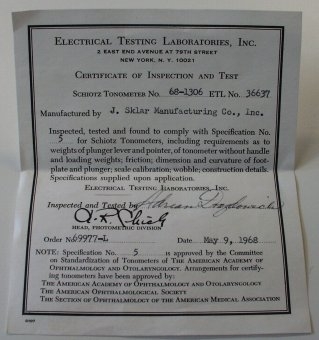 ELECTRICAL TESTING LABORATORIES, INC.
2 EAST END AVENUE AT 79TH STREET
NEW YORK, N. Y. 10021
CERTIFICATE OF INSPECTION AND TEST
SCHIOTZ TONOMETER No. 68-1306 ETL No. 36637
Manufactured by J. Sklar Manufacturing Co., Inc.
Inspected, tested and found to comply with Specification No.
5 for Schiotz Tonometers, including requirements as to
weights of plunger lever and pointer, of tonometer without handle
and loading weights; friction; dimension and curvature of foot-
plate and plunger; scale calibration; wobble; construction details.
Specifications supplied upon application.
ELECTRICAL TESTING LABORATORIES, INC.
Inspected and Tested by Adrian
HEAD, PHOTOMETRIC DIVISION
Order No. 09977-L Date May 9, 1968
NOTE: Specification No. 5 is approved by the Committee
on Standardization of Tonometers of THE AMERICAN ACADEMY OF
OPHTHALMOLOGY AND OTOLARYNGOLOGY. Arrangements for certify-
ing tonometers have been approved by:
THE AMERICAN ACADEMY OF OPHTHALMOLOGY AND OTOLARYNGOLOGY
THE AMERICAN OPHTHALMOLOGICAL SOCIETY
THE SECTION OF OPHTHALMOLOGY OF THE AMERICAN MEDICAL ASSOCIATION